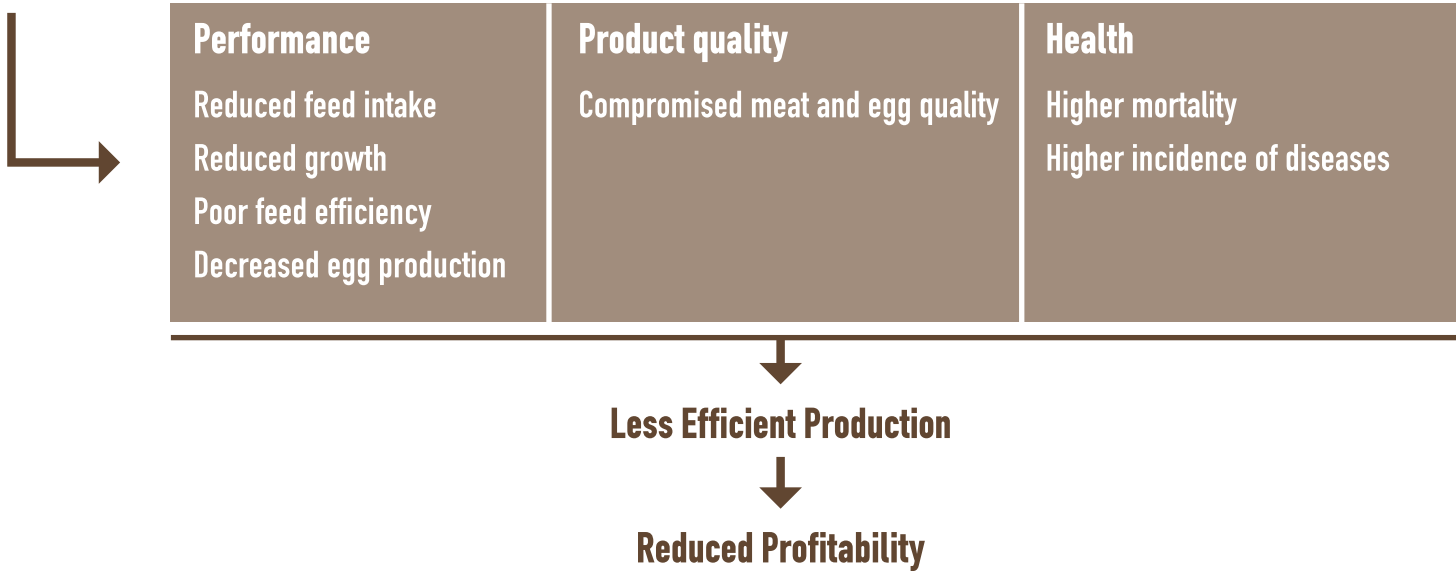 Performance
Reduced feed intake
Reduced growth
Poor feed efficiency
Decreased egg production
Product quality
Compromised meat and egg quality
Health
Higher mortality
Higher incidence of diseases
Less Efficient Production
Reduced Profitability